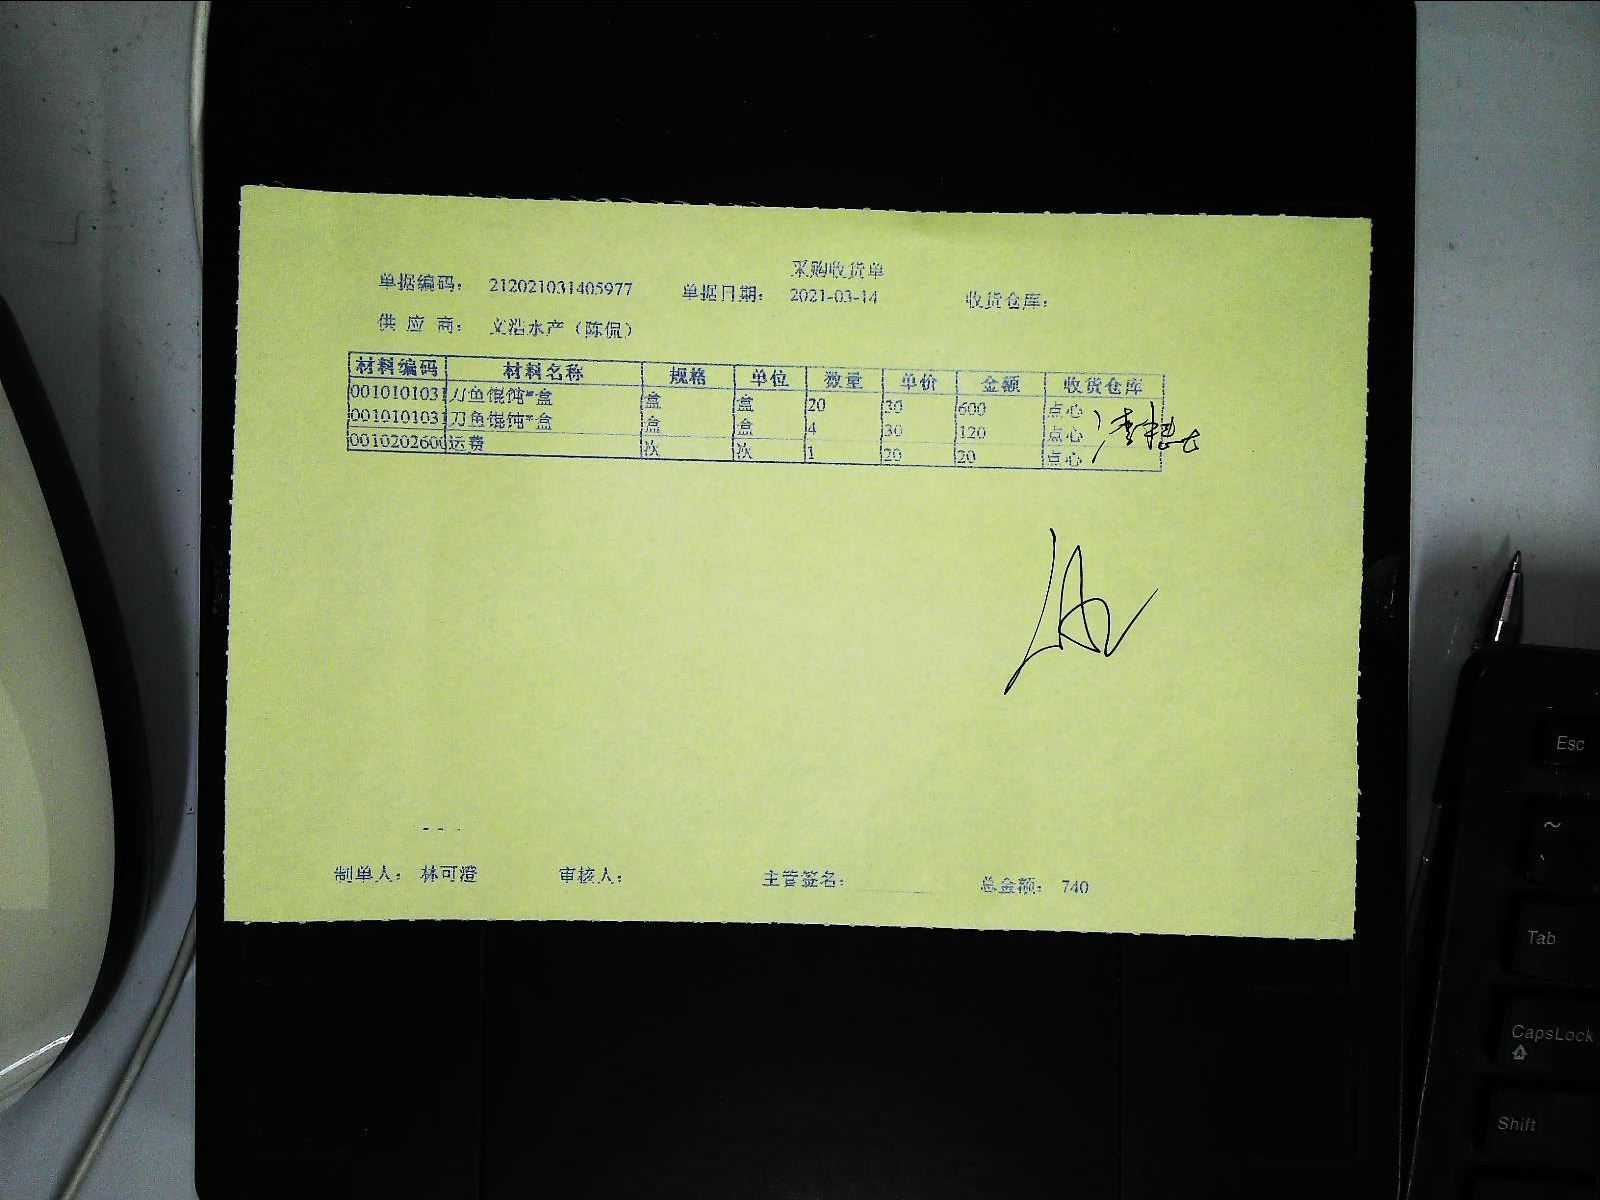 采购收货单
单据编码： 212021031405977 单据日期： 2021-03-14 收货仓库：
供 应 商： 文浩水产（陈侃）
材料编码 材料名称 规格 单位 数量 单价 金额 收货仓库
0010101031 刀鱼馄饨*盒 盒 盒 20 30 600 点心
0010101031 刀鱼馄饨*盒 盒 盒 4 30 120 点心
0010202600 运费 次 次 1 20 20 点心
制单人： 林可澄 审核人： 主管签名： 总金额： 740
Esc
~
Tab
CapsLock
Shift